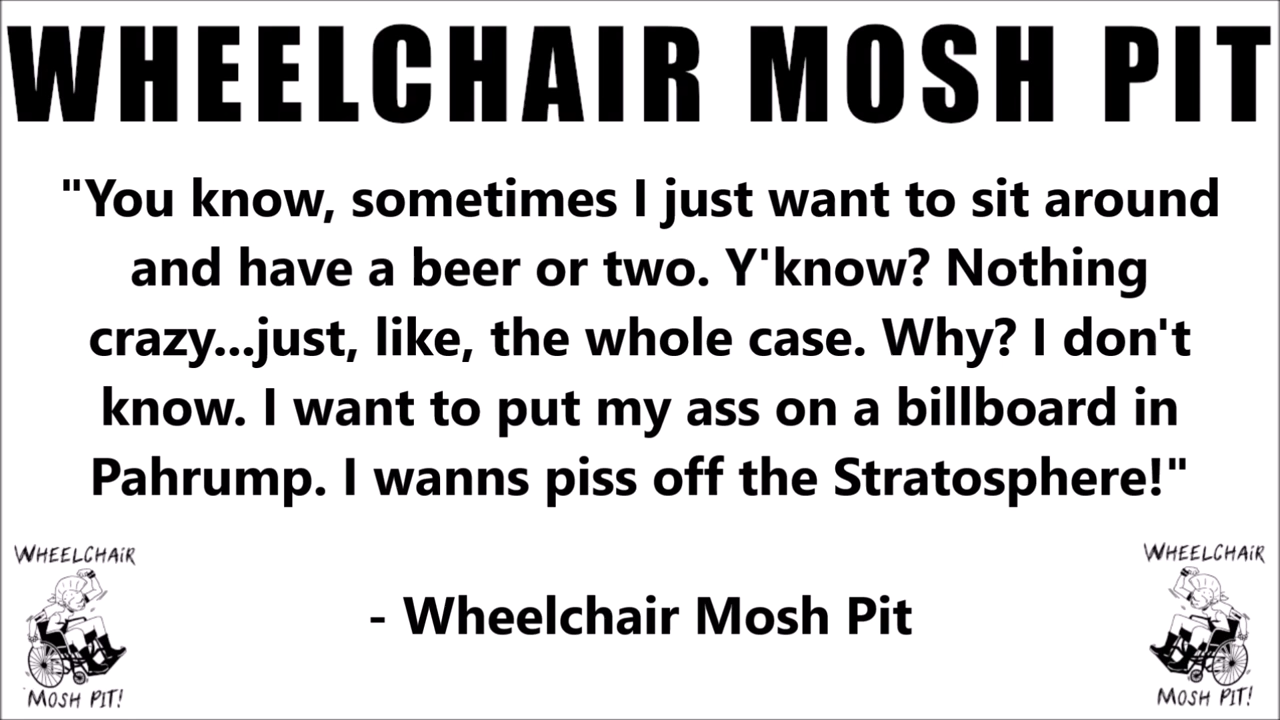 WHEELCHAIR MOSH PIT
"You know, sometimes I just want to sit around
and have a beer or two. Y'know? Nothing
crazy...just, like, the whole case. Why? I don't
know. I want to put my ass on a billboard in
Pahrump. I wanns piss off the Stratosphere!"
- Wheelchair Mosh Pit
WHEELCHAiR
MOSH PiT!
WHEELCHAiR
MOSH PiT!